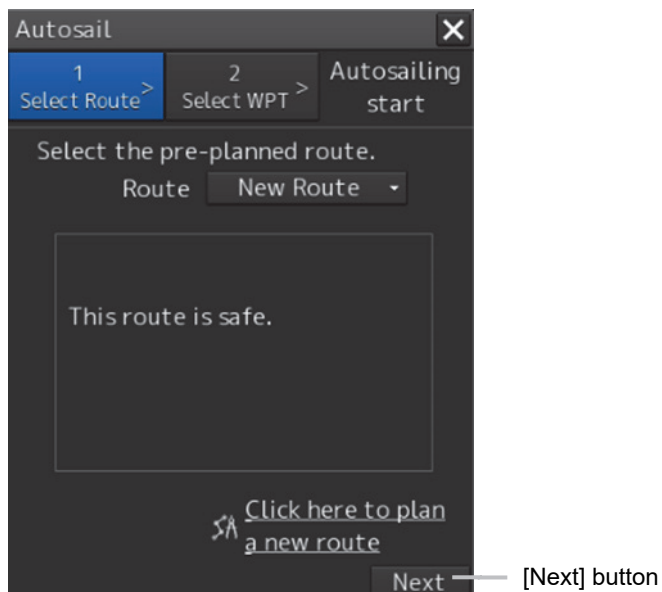 Autosail
1
Select Route >
2
Select WPT >
Autosailing
start
Select the pre-planned route.
Route New Route
This route is safe.
Click here to plan
a new route
Next
[Next] button